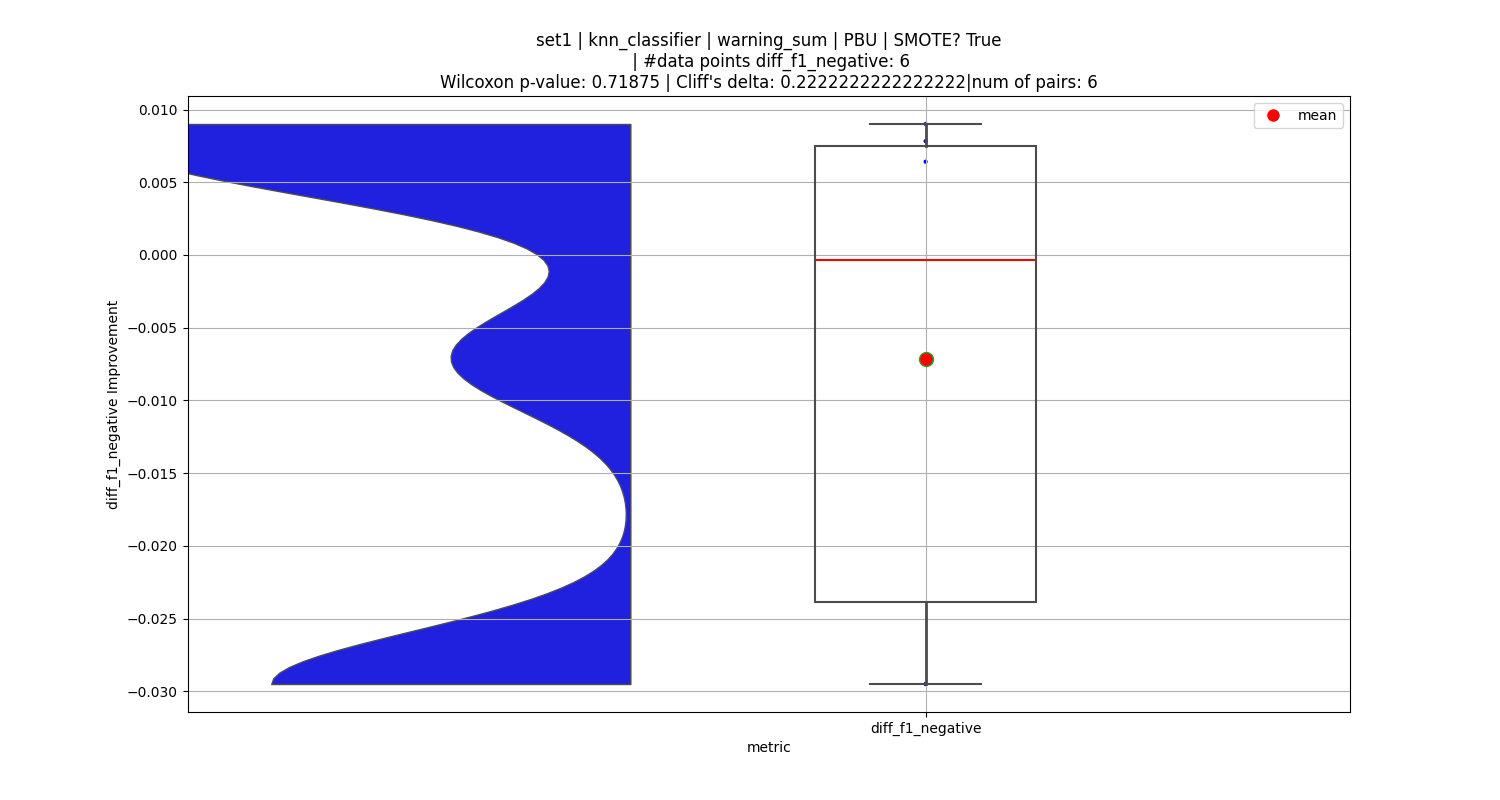 set1 | knn_classifier | warning_sum | PBU | SMOTE? True
| #data points diff_f1_negative: 6
Wilcoxon p-value: 0.71875 | Cliff's delta: 0.2222222222222222|num of pairs: 6
mean
0.010
0.005
0.000
−0.005
−0.010
−0.015
−0.020
−0.025
−0.030
diff_f1_negative Improvement
diff_f1_negative
metric